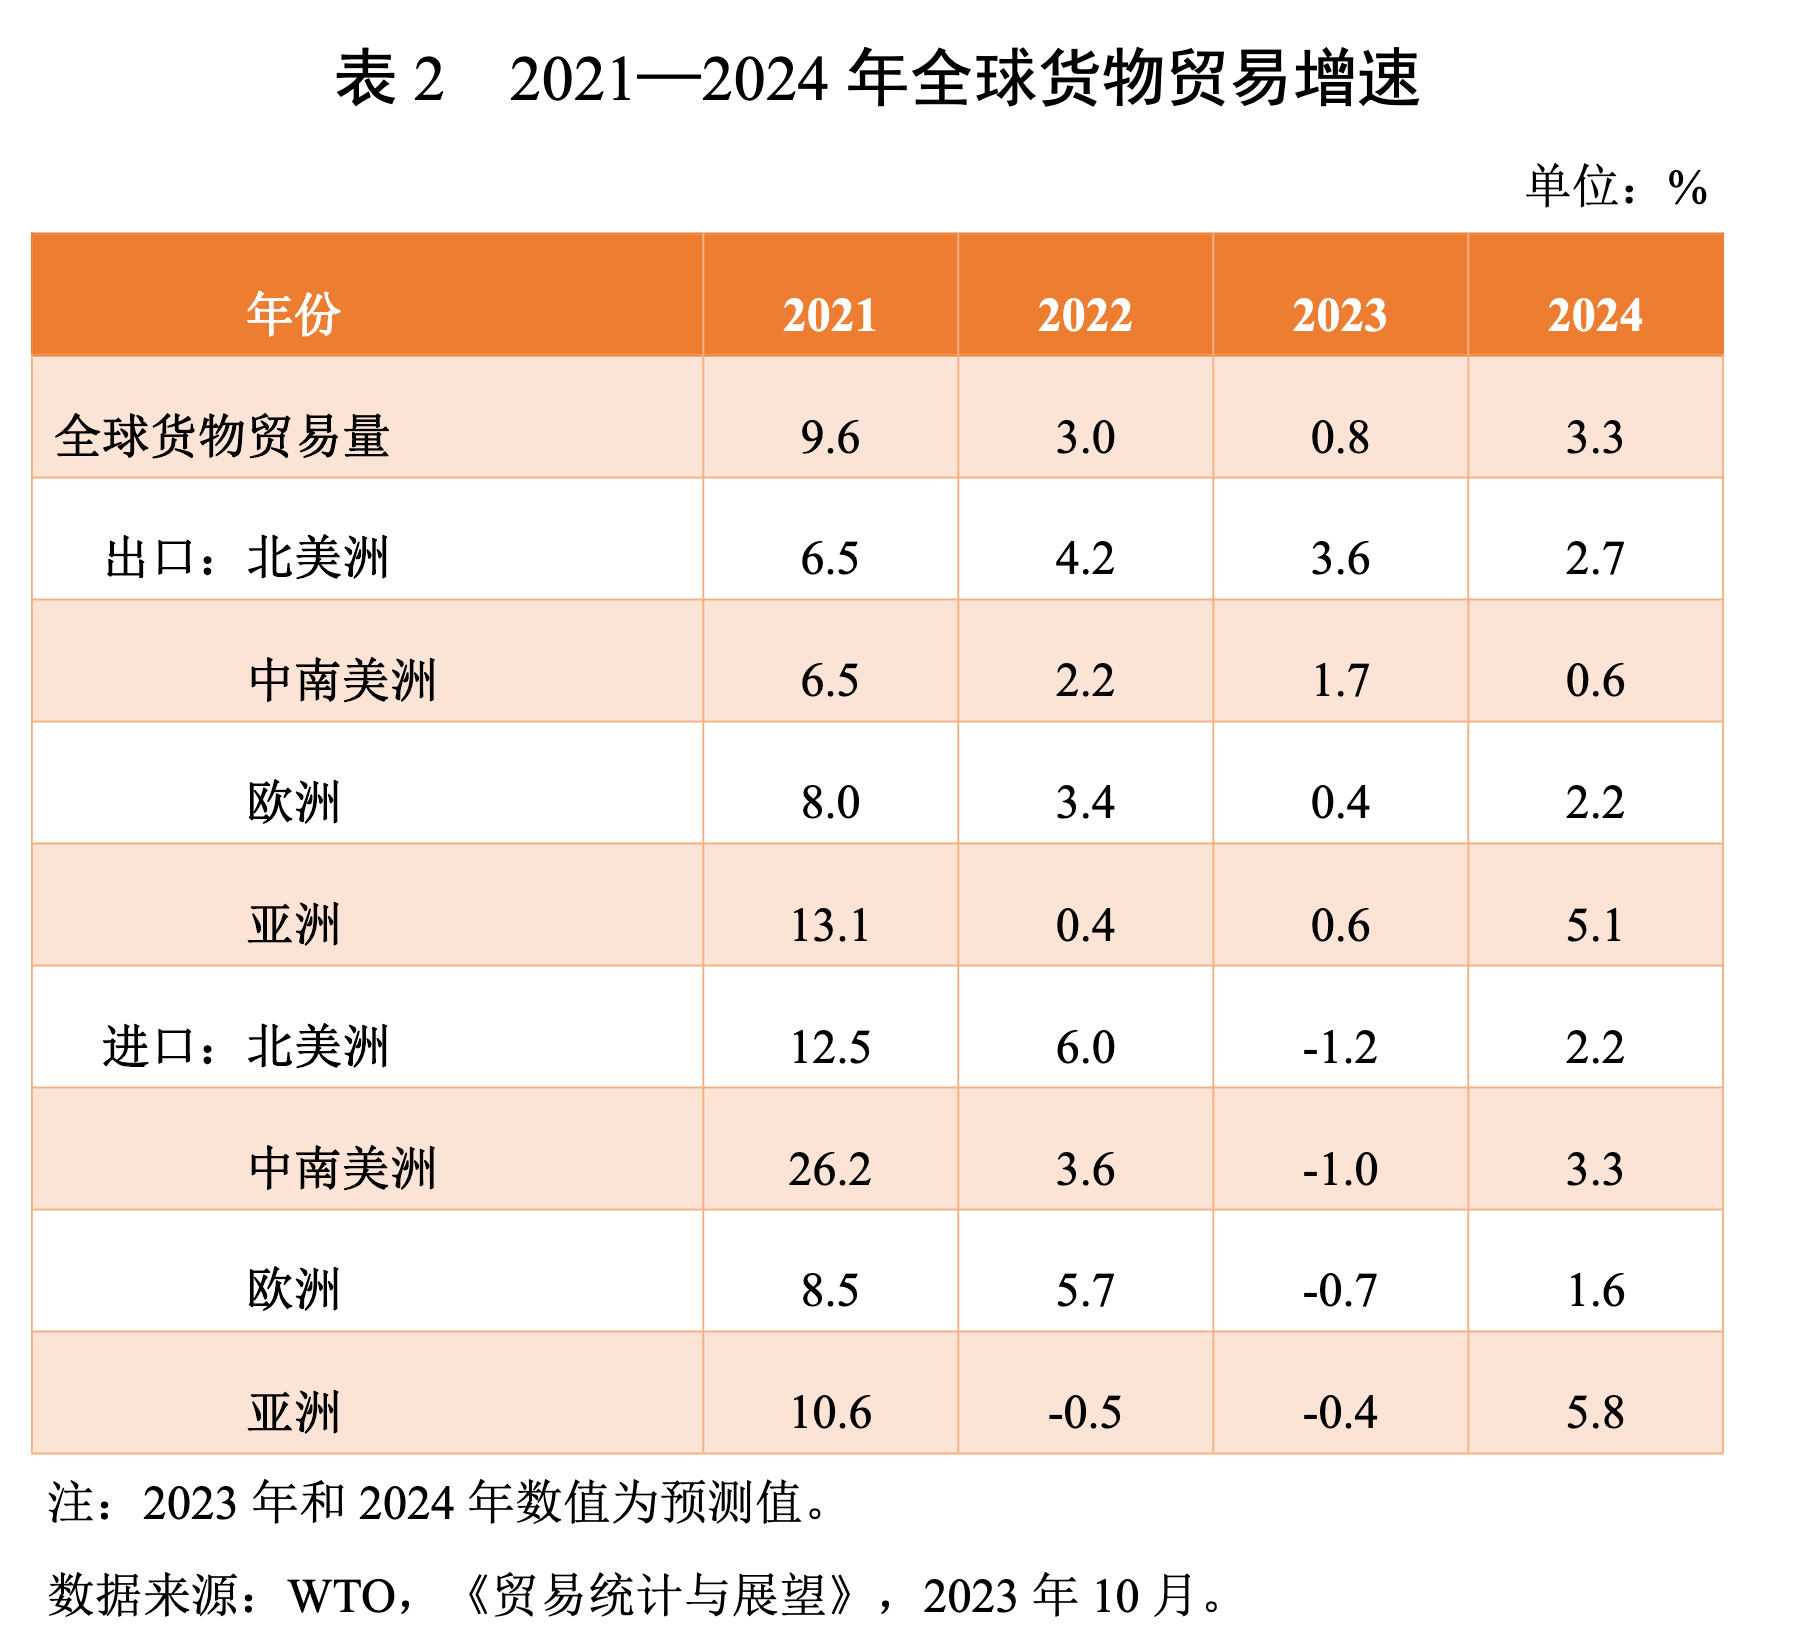 表 2 2021—2024 年全球货物贸易增速
单位：%
年份 2021 2022 2023 2024
全球货物贸易量 9.6 3.0 0.8 3.3
出口：北美洲 6.5 4.2 3.6 2.7
中南美洲 6.5 2.2 1.7 0.6
欧洲 8.0 3.4 0.4 2.2
亚洲 13.1 0.4 0.6 5.1
进口：北美洲 12.5 6.0 -1.2 2.2
中南美洲 26.2 3.6 -1.0 3.3
欧洲 8.5 5.7 -0.7 1.6
亚洲 10.6 -0.5 -0.4 5.8
注：2023 年和 2024 年数值为预测值。
数据来源：WTO，《贸易统计与展望》，2023 年 10 月。